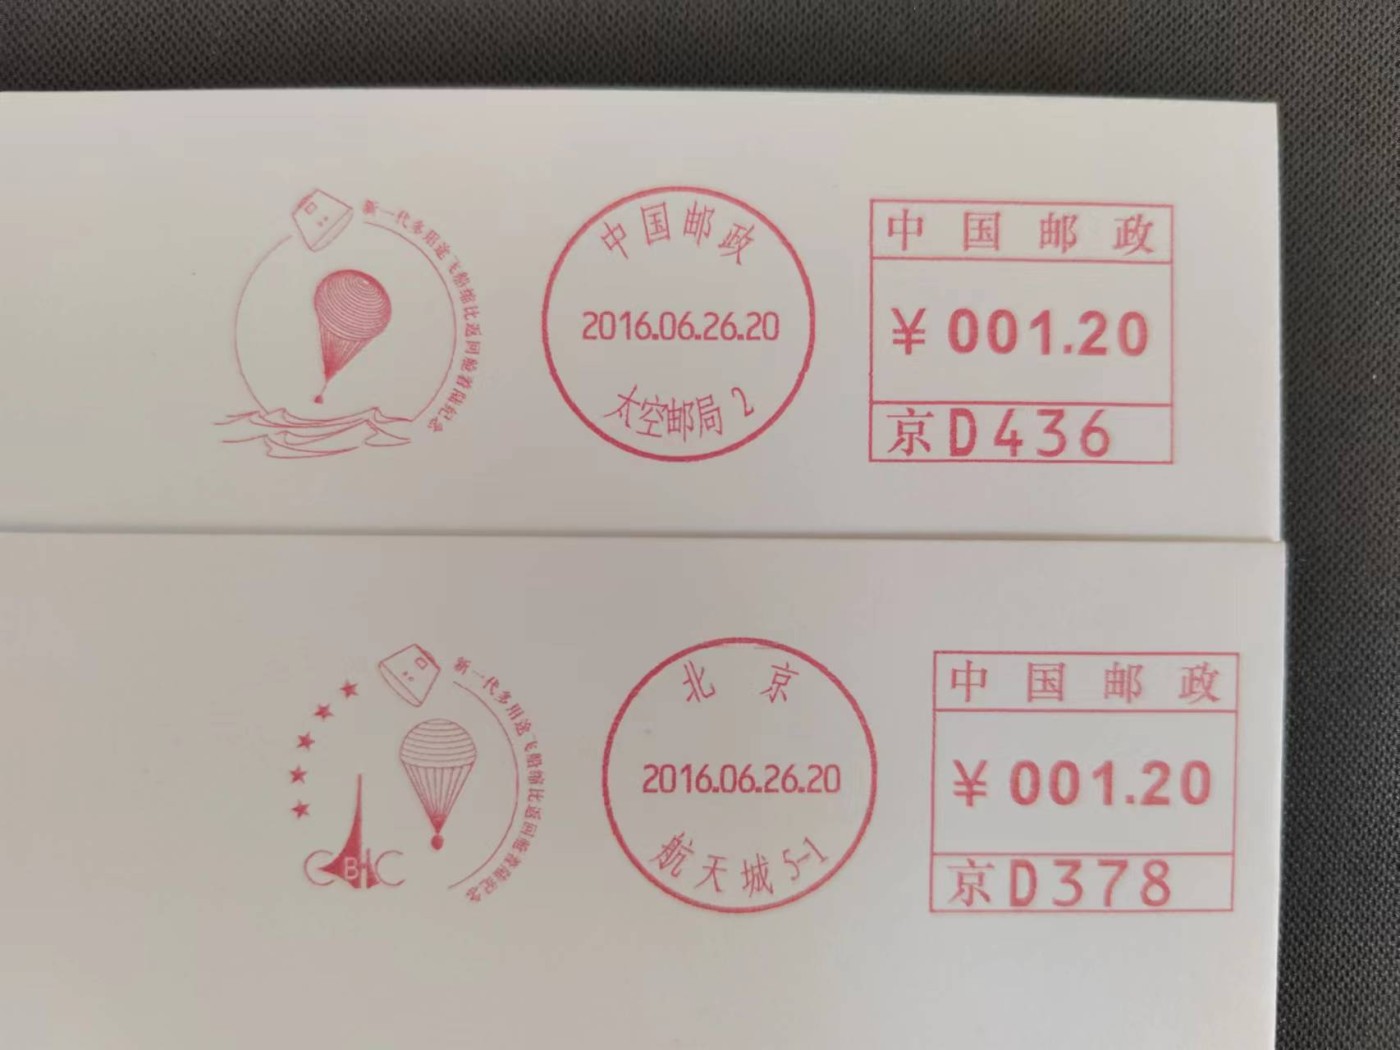 新一代多用途飞船缩比返回舱着陆纪念
中国邮政
2016.06.26.20
太空邮局 2
中国邮政
¥ 001.20
京D436
新一代多用途飞船缩比返回舱着陆纪念
北京
2016.06.26.20
航天城 5-1
中国邮政
¥ 001.20
京D378